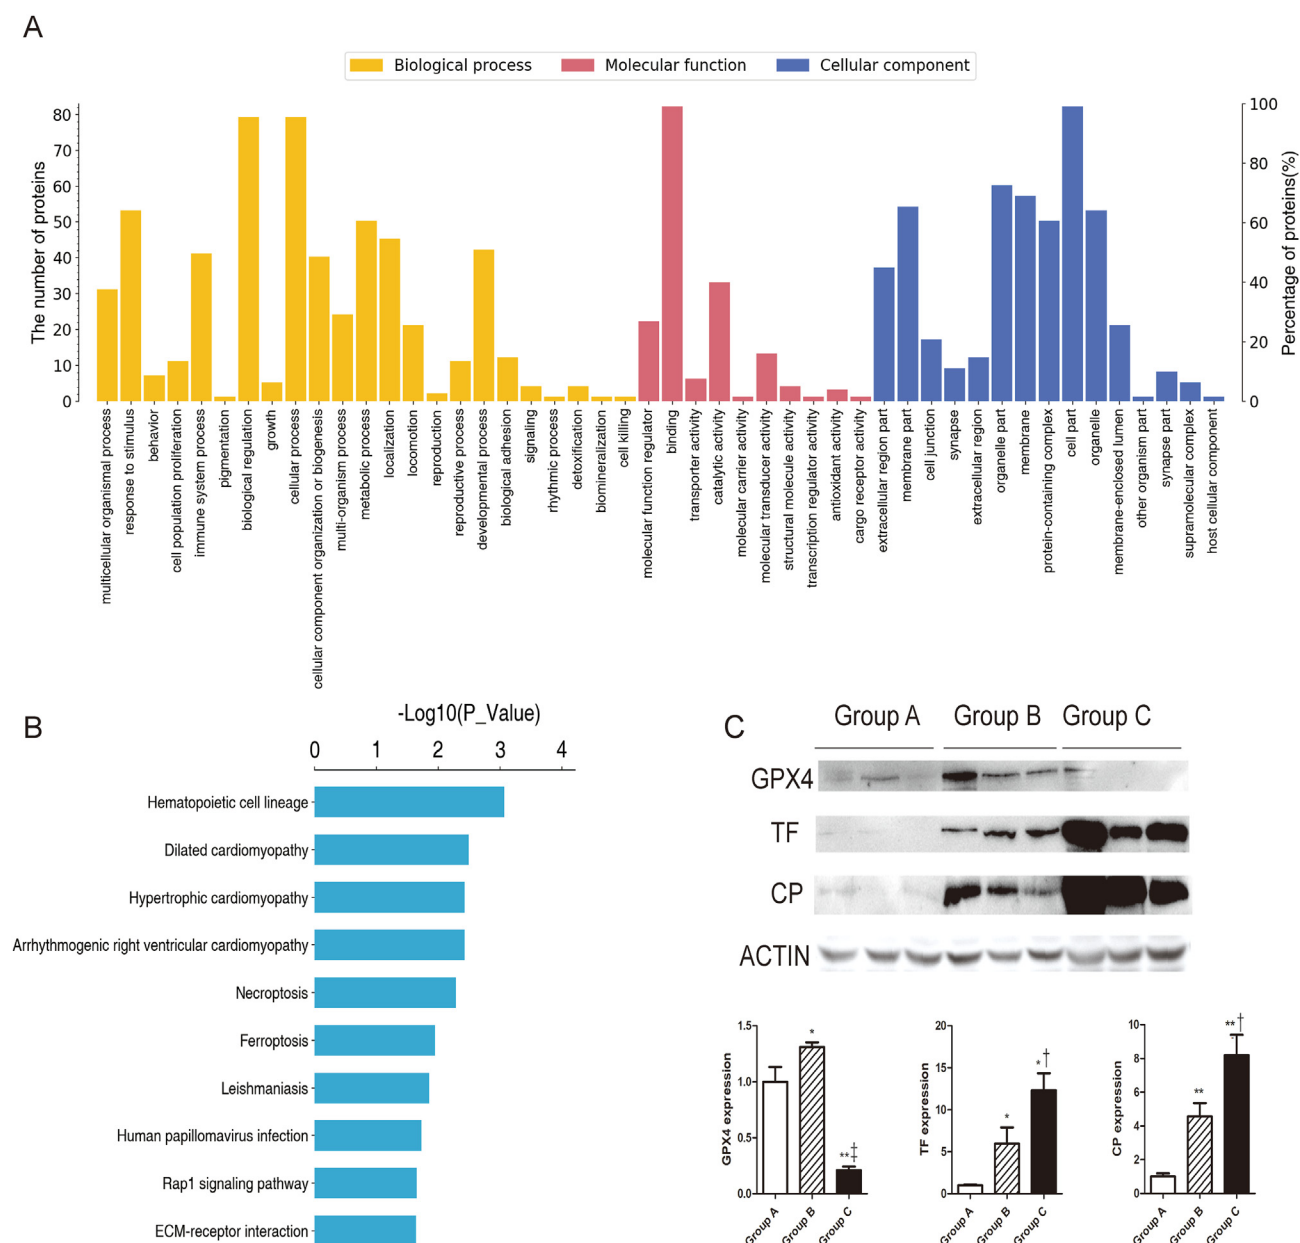 A
Biological process
Molecular function
Cellular component
The number of proteins
80
70
60
50
40
30
20
10
0
Percentage of proteins(%)
100
80
60
40
20
0
multicellular organismal process
response to stimulus
behavior
cell population proliferation
immune system process
pigmentation
biological regulation
growth
cellular process
cellular component organization or biogenesis
multi-organism process
metabolic process
localization
locomotion
reproduction
reproductive process
developmental process
biological adhesion
signaling
rhythmic process
detoxification
biomineralization
cell killing
molecular function regulator
binding
transporter activity
catalytic activity
molecular carrier activity
molecular transducer activity
structural molecule activity
transcription regulator activity
antioxidant activity
cargo receptor activity
extracellular region part
membrane part
cell junction
synapse
extracellular region
organelle part
membrane
protein-containing complex
cell part
organelle
membrane-enclosed lumen
other organism part
synapse part
supramolecular complex
host cellular component
B
-Log10(P_Value)
0 1 2 3 4
Hematopoietic cell lineage
Dilated cardiomyopathy
Hypertrophic cardiomyopathy
Arrhythmogenic right ventricular cardiomyopathy
Necroptosis
Ferroptosis
Leishmaniasis
Human papillomavirus infection
Rap1 signaling pathway
ECM-receptor interaction
C
Group A Group B Group C
GPX4
TF
CP
ACTIN
GPX4 expression
1.5
1.0
0.5
0.0
*
**‡
Group A
Group B
Group C
TF expression
20
15
10
5
0
*
*†
Group A
Group B
Group C
CP expression
10
8
6
4
2
0
**
**†
Group A
Group B
Group C